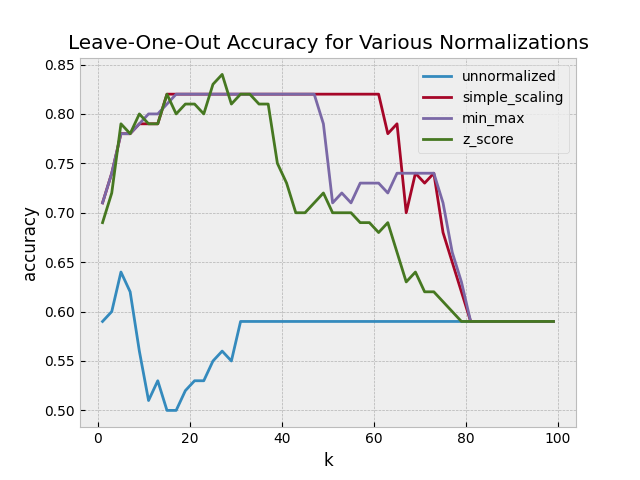 Leave-One-Out Accuracy for Various Normalizations
0.85
0.80
0.75
0.70
0.65
0.60
0.55
0.50
accuracy
unnormalized
simple_scaling
min_max
z_score
0
20
40
60
80
100
k